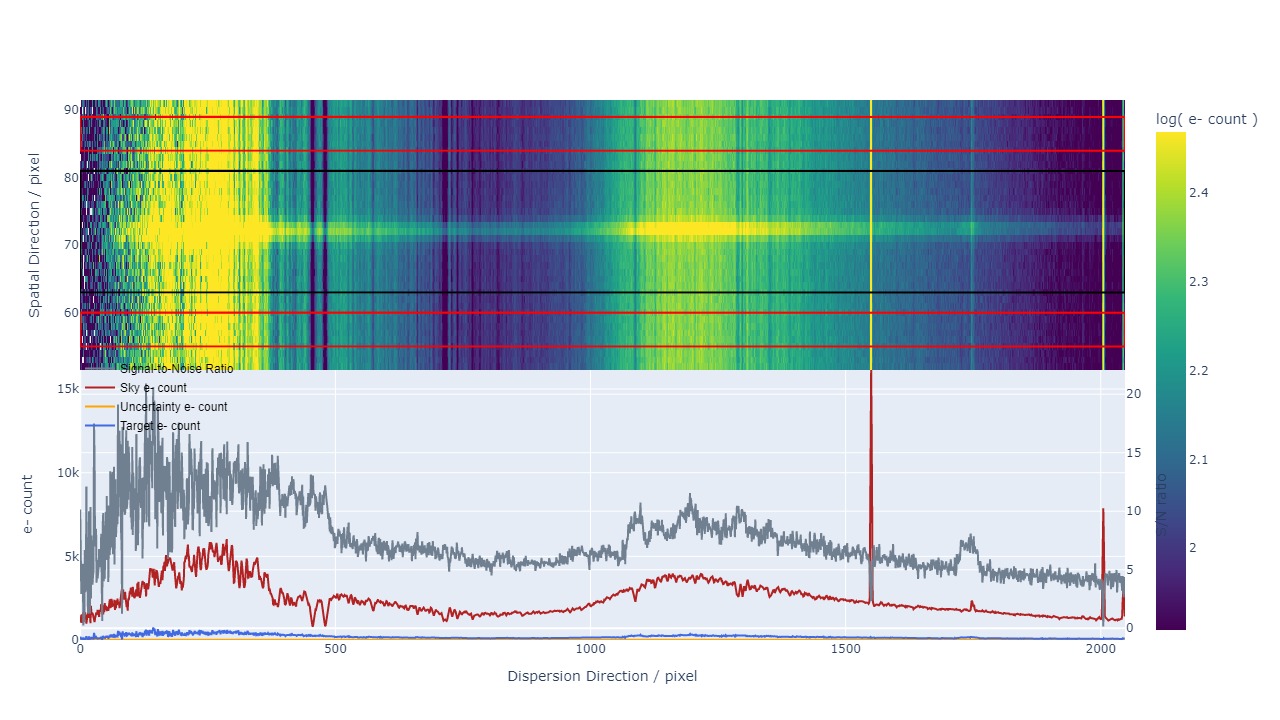 log( e- count )
90
80
70
60
Spatial Direction / pixel
2.4
2.3
2.2
2.1
2
Signal-to-Noise Ratio
Sky e- count
Uncertainty e- count
Target e- count
15k
10k
5k
0
e- count
20
15
10
5
0
S/N ratio
0
500
1000
1500
2000
Dispersion Direction / pixel